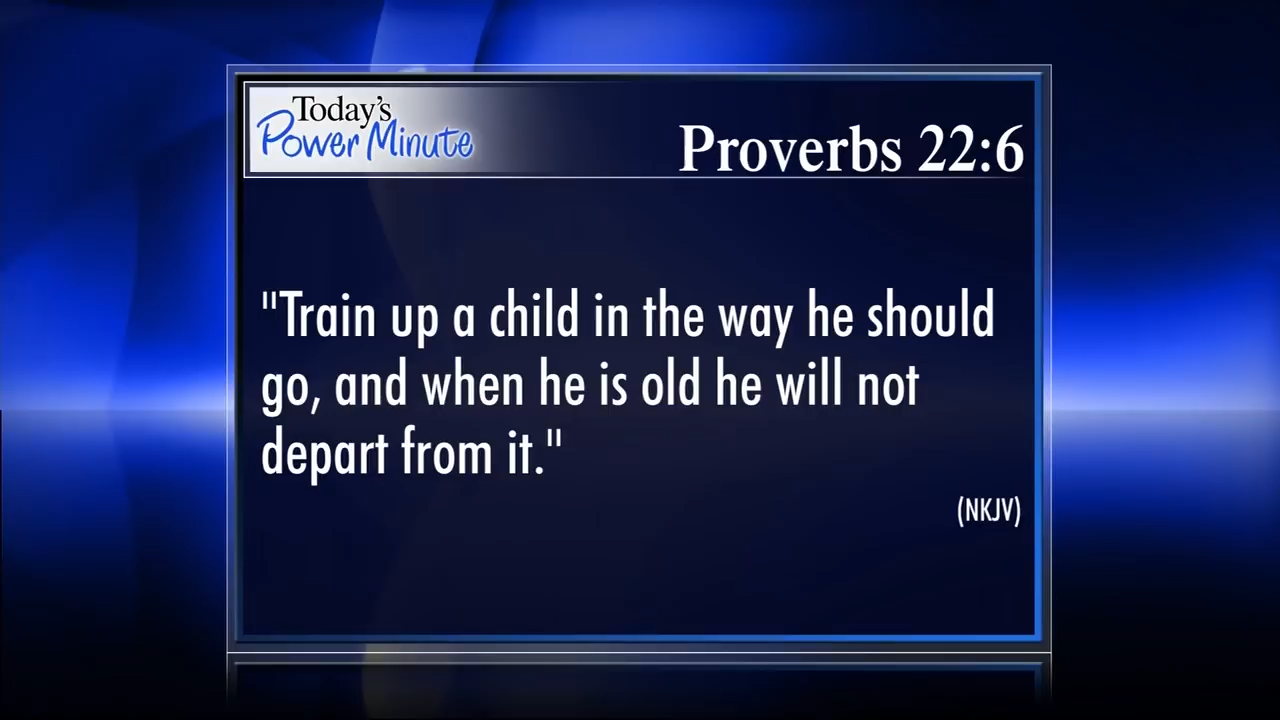 Today's
Power Minute
Proverbs 22:6
"Train up a child in the way he should
go, and when he is old he will not
depart from it."
(NKJV)